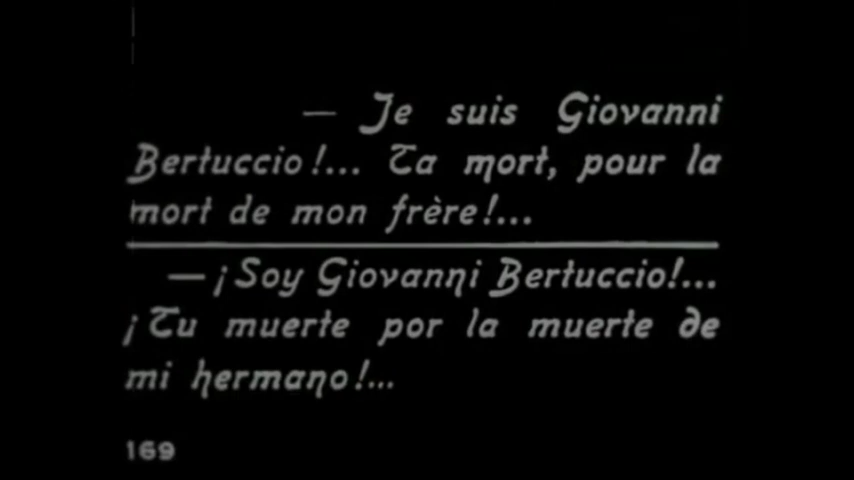 — Je suis Giovanni
Bertuccio!... Ta mort, pour la
mort de mon frère!...
— ¡Soy Giovanni Bertuccio!...
¡Tu muerte por la muerte de
mi hermano!...
169